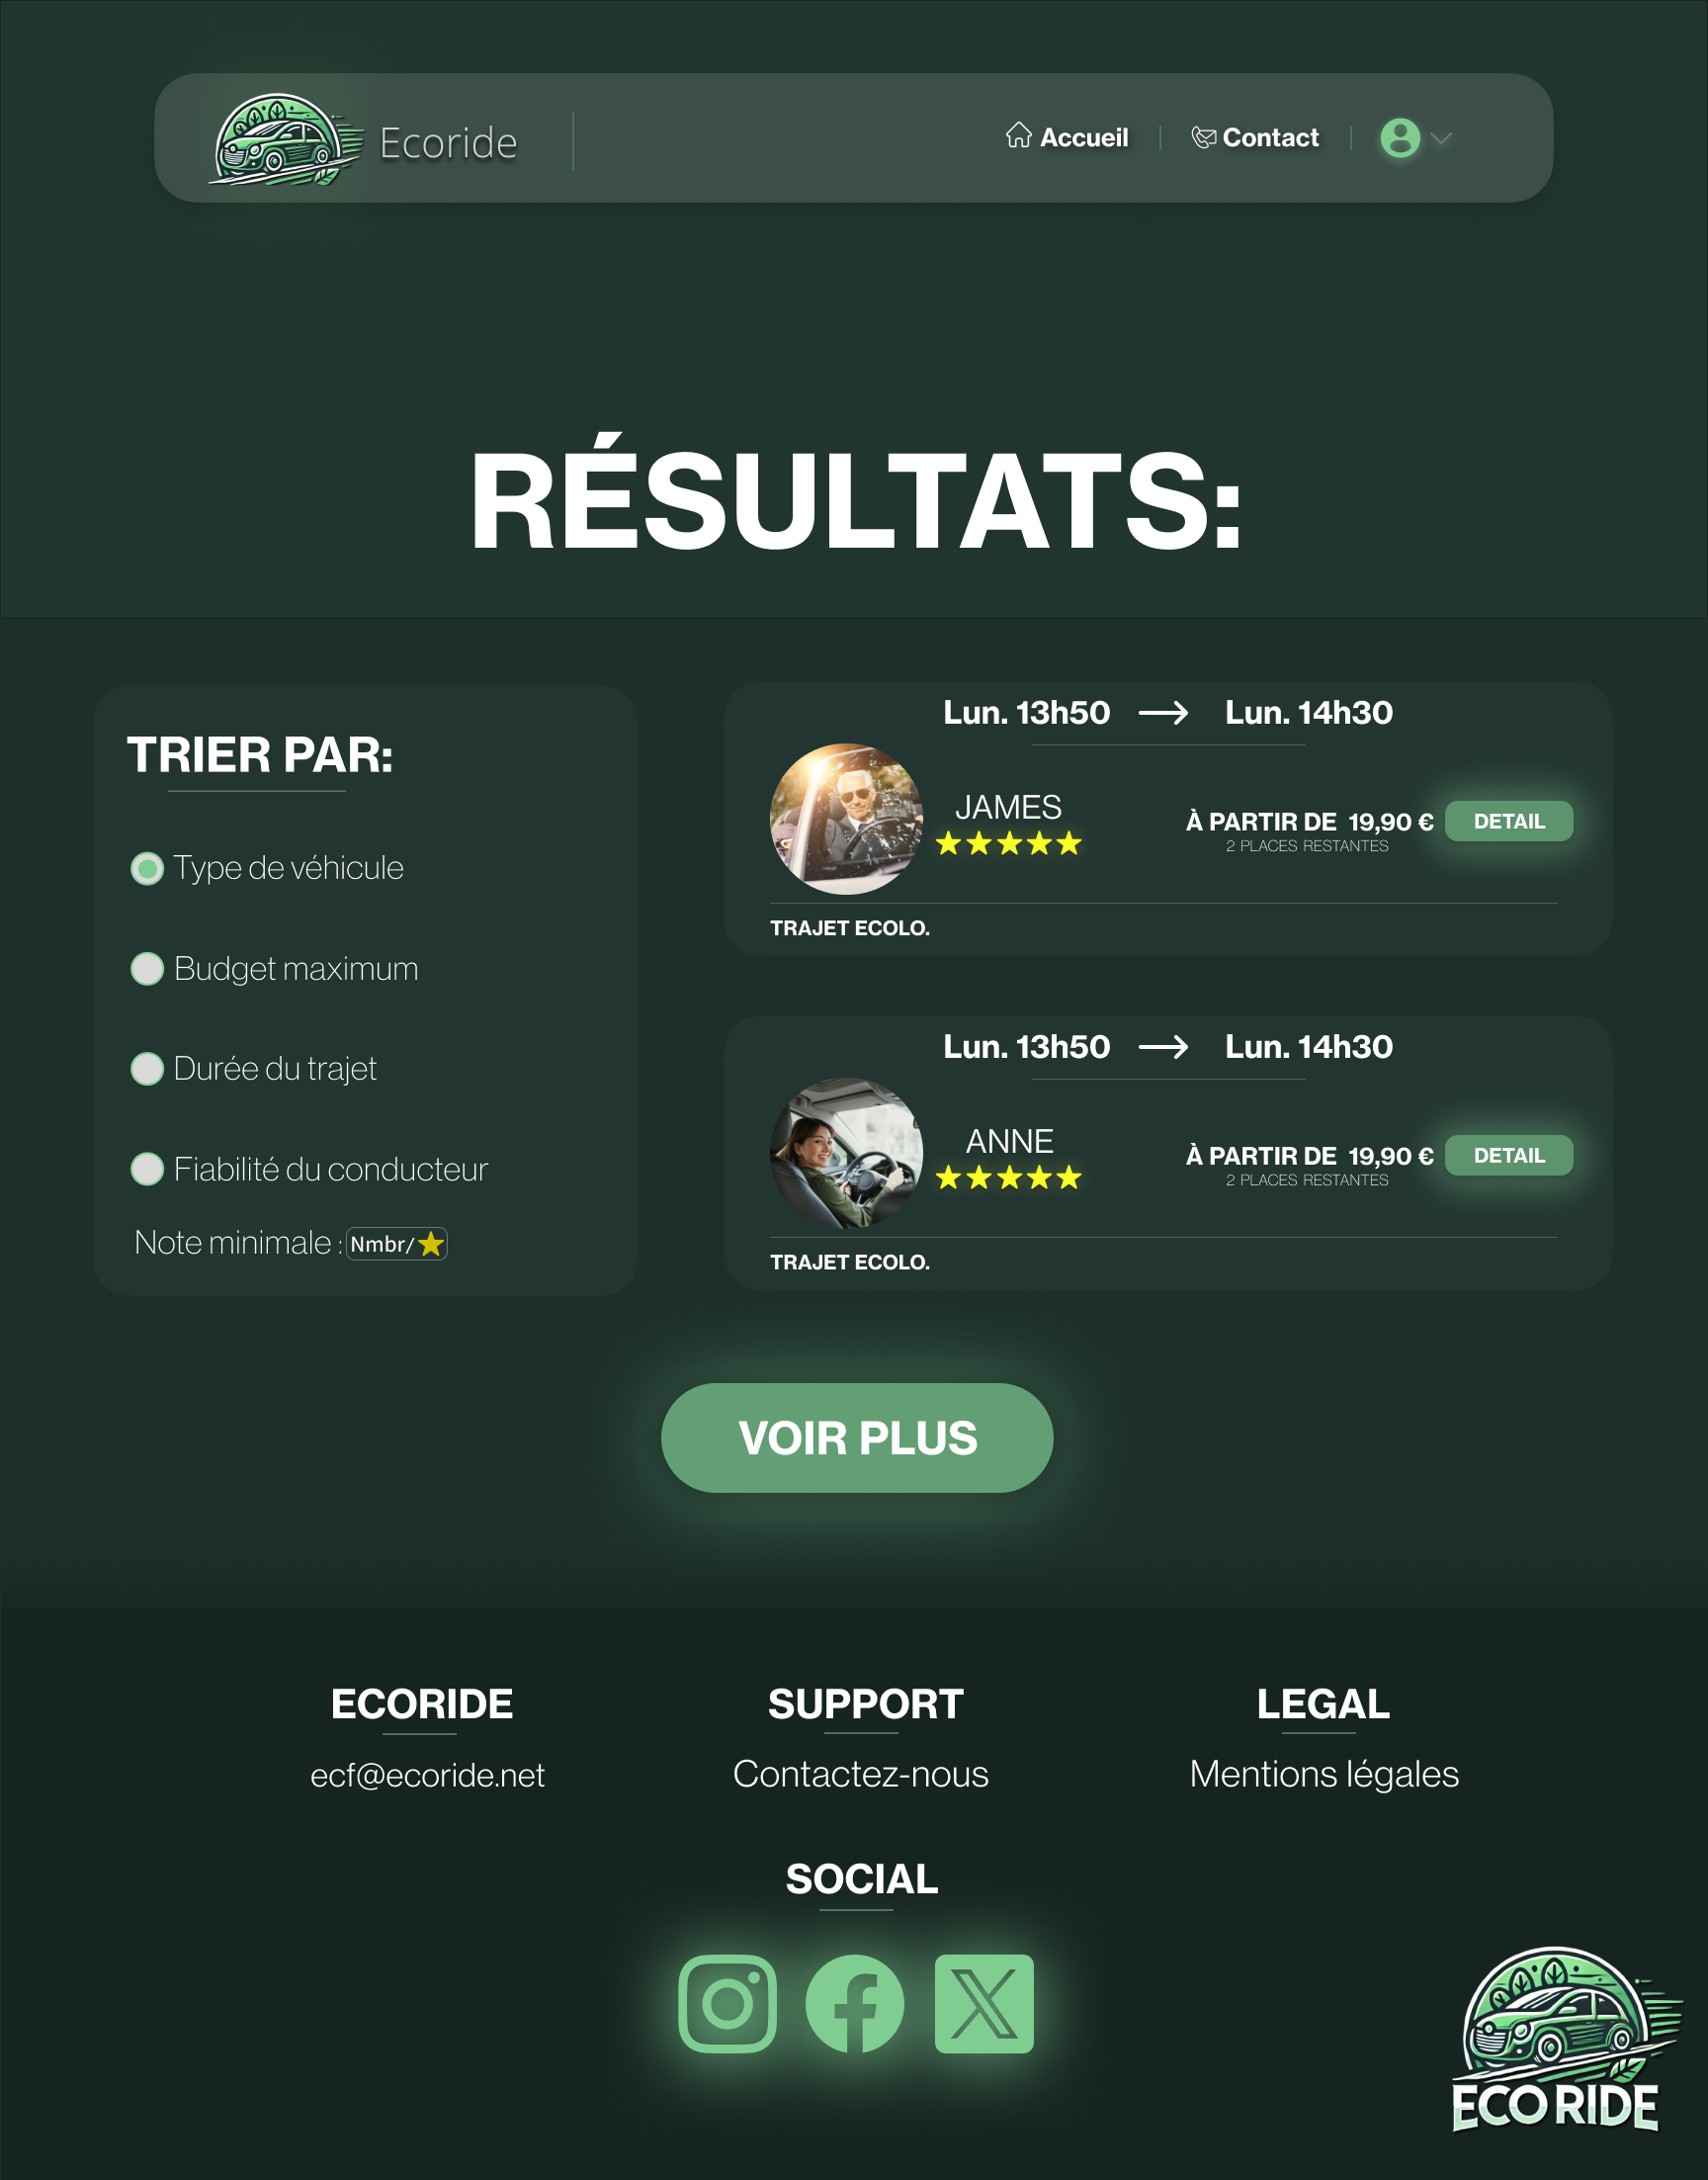 Ecoride
Accueil
Contact
RÉSULTATS:
TRIER PAR:
Type de véhicule
Budget maximum
Durée du trajet
Fiabilité du conducteur
Note minimale : Nmbr/
Lun. 13h50 Lun. 14h30
JAMES
À PARTIR DE 19,90 €
2 PLACES RESTANTES
DETAIL
TRAJET ECOLO.
Lun. 13h50 Lun. 14h30
ANNE
À PARTIR DE 19,90 €
2 PLACES RESTANTES
DETAIL
TRAJET ECOLO.
VOIR PLUS
ECORIDE
ecf@ecoride.net
SUPPORT
Contactez-nous
LEGAL
Mentions légales
SOCIAL
ECO RIDE